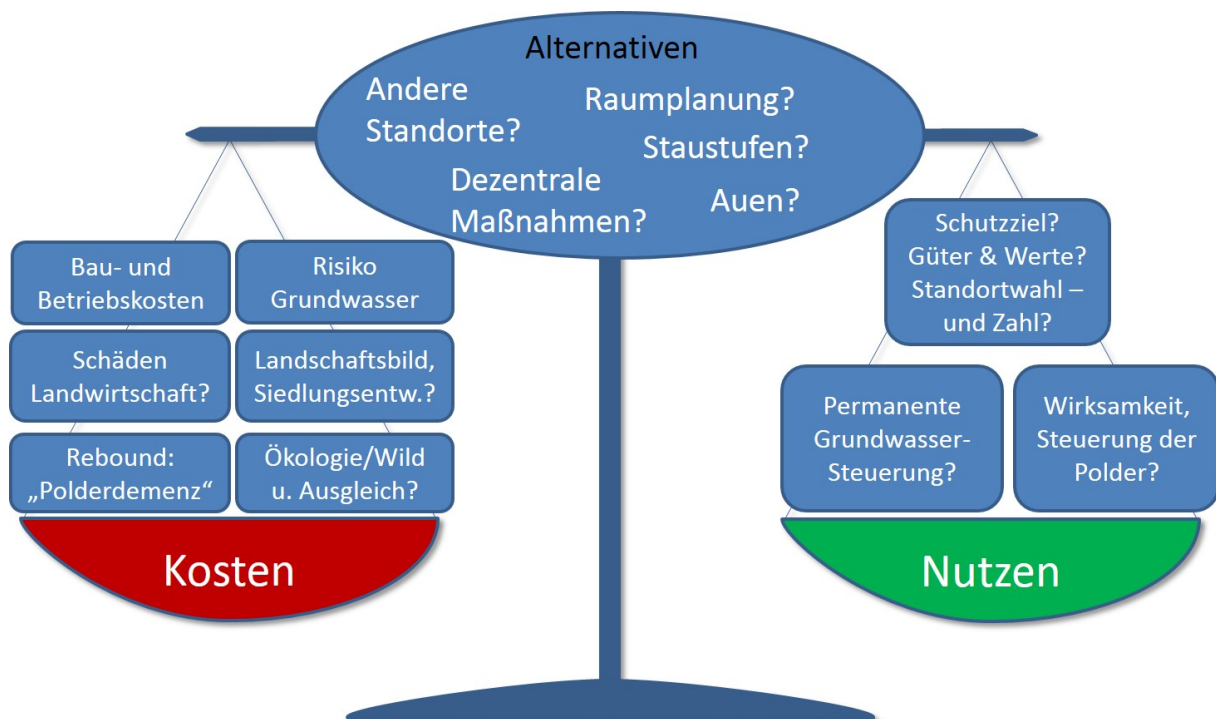 Alternativen
Andere
Standorte?
Raumplanung?
Staustufen?
Dezentrale
Maßnahmen?
Auen?
Bau- und
Betriebskosten
Risiko
Grundwasser
Schäden
Landwirtschaft?
Landschaftsbild,
Siedlungsentw.?
Rebound:
„Polderdemenz“
Ökologie/Wild
u. Ausgleich?
Kosten
Schutzziel?
Güter & Werte?
Standortwahl –
und Zahl?
Permanente
Grundwasser-
Steuerung?
Wirksamkeit,
Steuerung der
Polder?
Nutzen